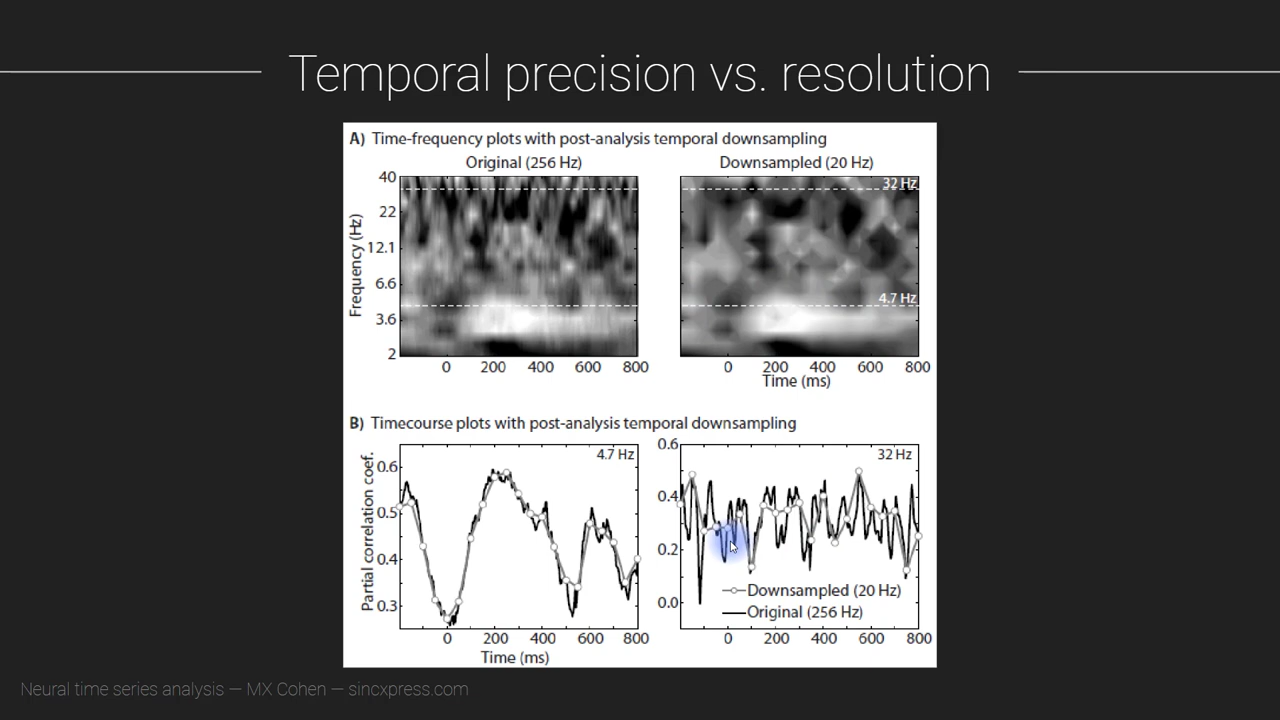 Temporal precision vs. resolution
A) Time-frequency plots with post-analysis temporal downsampling
Original (256 Hz)
Downsampled (20 Hz)
Frequency (Hz)
40
22
12.1
6.6
3.6
2
0 200 400 600 800
32 Hz
4.7 Hz
0 200 400 600 800
Time (ms)
B) Timecourse plots with post-analysis temporal downsampling
Partial correlation coef.
0.6
0.5
0.4
0.3
4.7 Hz
0 200 400 600 800
Time (ms)
0.6
0.4
0.2
0.0
32 Hz
Downsampled (20 Hz)
Original (256 Hz)
0 200 400 600 800
Neural time series analysis — MX Cohen — sincxpress.com